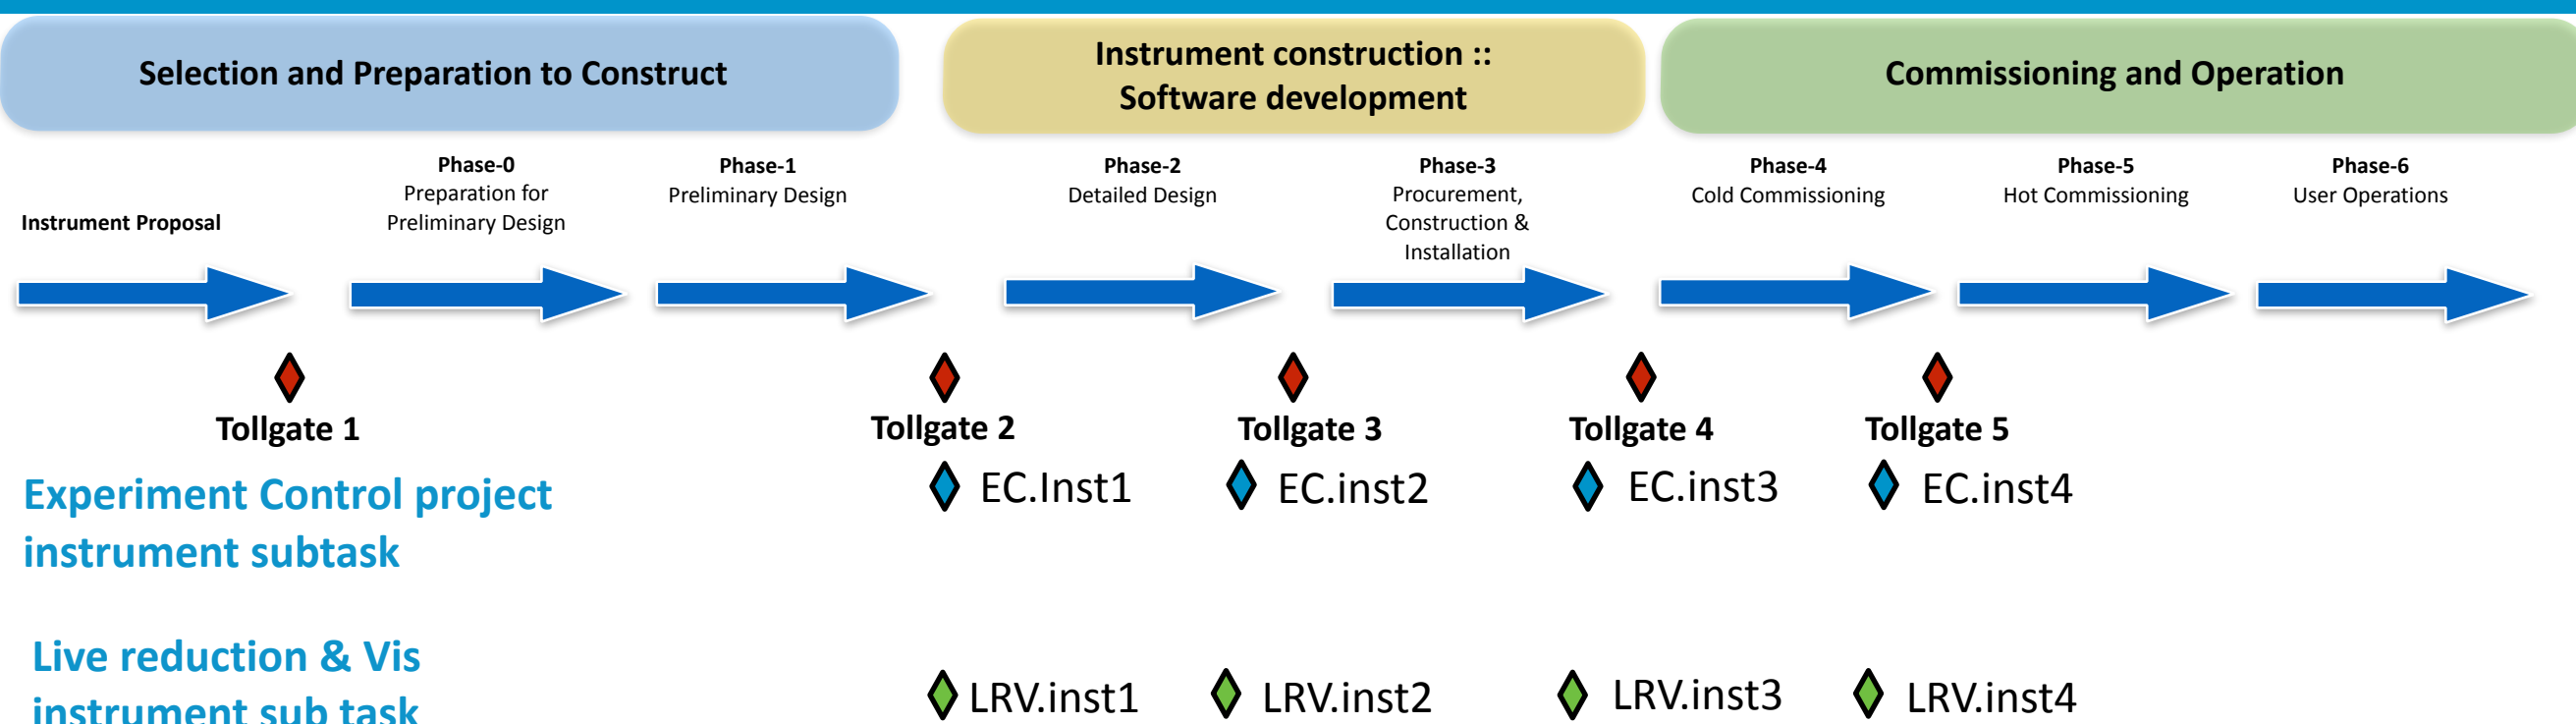 Selection and Preparation to Construct
Instrument construction ::
Software development
Commissioning and Operation
Instrument Proposal
Phase-0
Preparation for
Preliminary Design
Phase-1
Preliminary Design
Phase-2
Detailed Design
Phase-3
Procurement,
Construction &
Installation
Phase-4
Cold Commissioning
Phase-5
Hot Commissioning
Phase-6
User Operations
Tollgate 1
Tollgate 2
Tollgate 3
Tollgate 4
Tollgate 5
Experiment Control project
instrument subtask
EC.Inst1
EC.inst2
EC.inst3
EC.inst4
Live reduction & Vis
instrument sub task
LRV.inst1
LRV.inst2
LRV.inst3
LRV.inst4